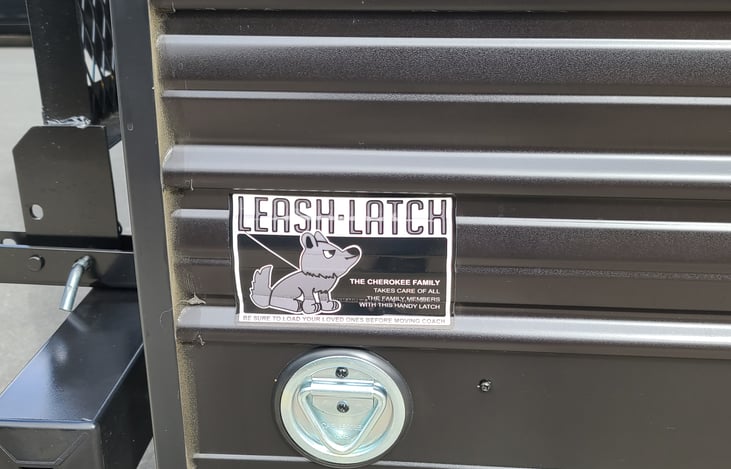 LEASH·LATCH
THE CHEROKEE FAMILY
TAKES CARE OF ALL
THE FAMILY MEMBERS
WITH THIS HANDY LATCH
BE SURE TO LOAD YOUR LOVED ONES BEFORE MOVING COACH